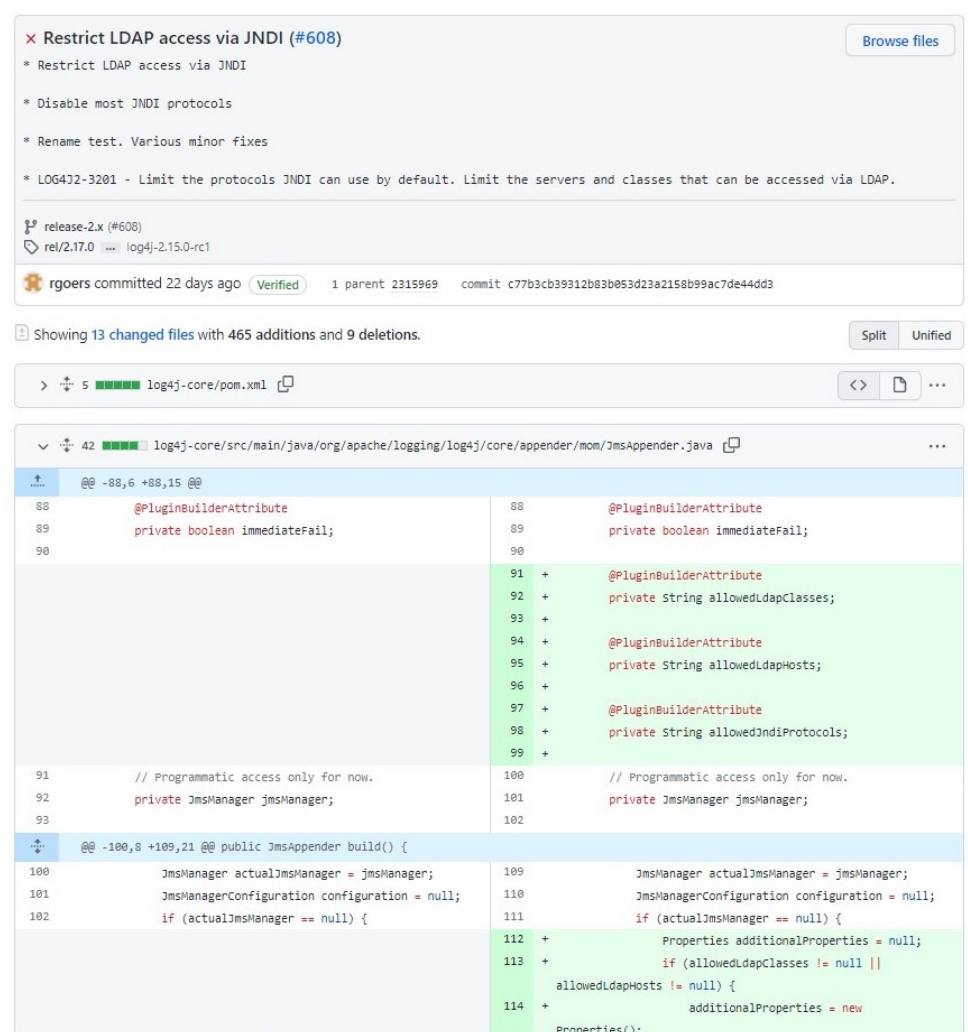 × Restrict LDAP access via JNDI (#608)
Browse files
* Restrict LDAP access via JNDI
* Disable most JNDI protocols
* Rename test. Various minor fixes
* LOG4J2-3201 - Limit the protocols JNDI can use by default. Limit the servers and classes that can be accessed via LDAP.
release-2.x (#608)
rel/2.17.0 ... log4j-2.15.0-rc1
rgoers committed 22 days ago Verified 1 parent 2315969 commit c77b3cb39312b83b053d23a2158b99ac7de44dd3
Showing 13 changed files with 465 additions and 9 deletions.
Split Unified
5 log4j-core/pom.xml
42 log4j-core/src/main/java/org/apache/logging/log4j/core/appender/mom/JmsAppender.java
@@ -88,6 +88,15 @@
88 @PluginBuilderAttribute 88 @PluginBuilderAttribute
89 private boolean immediateFail; 89 private boolean immediateFail;
90 90
91 + @PluginBuilderAttribute
92 + private String allowedLdapClasses;
93 +
94 + @PluginBuilderAttribute
95 + private String allowedLdapHosts;
96 +
97 + @PluginBuilderAttribute
98 + private String allowedJndiProtocols;
99 +
91 // Programmatic access only for now. 100 // Programmatic access only for now.
92 private JmsManager jmsManager; 101 private JmsManager jmsManager;
93 102
@@ -100,8 +109,21 @@ public JmsAppender build() {
100 JmsManager actualJmsManager = jmsManager; 109 JmsManager actualJmsManager = jmsManager;
101 JmsManagerConfiguration configuration = null; 110 JmsManagerConfiguration configuration = null;
102 if (actualJmsManager == null) { 111 if (actualJmsManager == null) {
112 + Properties additionalProperties = null;
113 + if (allowedLdapClasses != null ||
allowedLdapHosts != null) {
114 + additionalProperties = new
Properties();